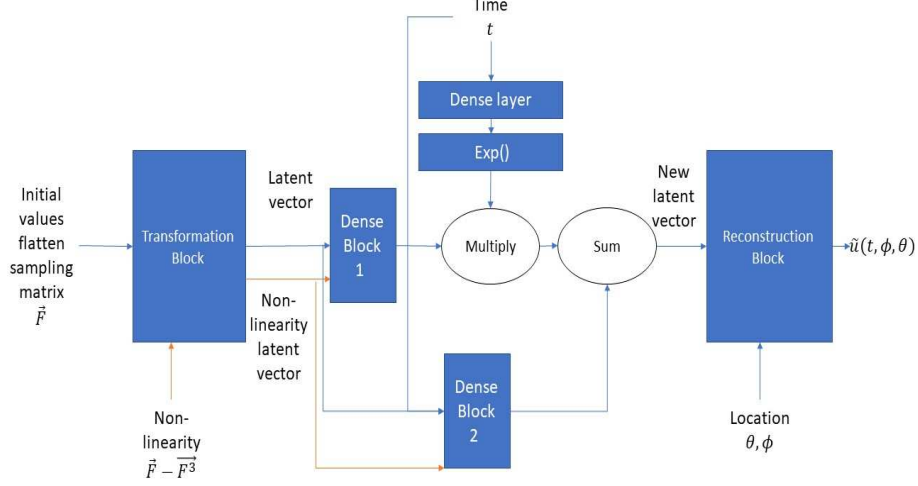 Time
t
Dense layer
Exp()
Initial
values
flatten
sampling
matrix
F⃗
Transformation
Block
Latent
vector
Dense
Block
1
Multiply
Sum
New
latent
vector
Reconstruction
Block
ũ(t, ϕ, θ)
Non-
linearity
latent
vector
Dense
Block
2
Non-
linearity
F⃗ − F³⃗
Location
θ, ϕ